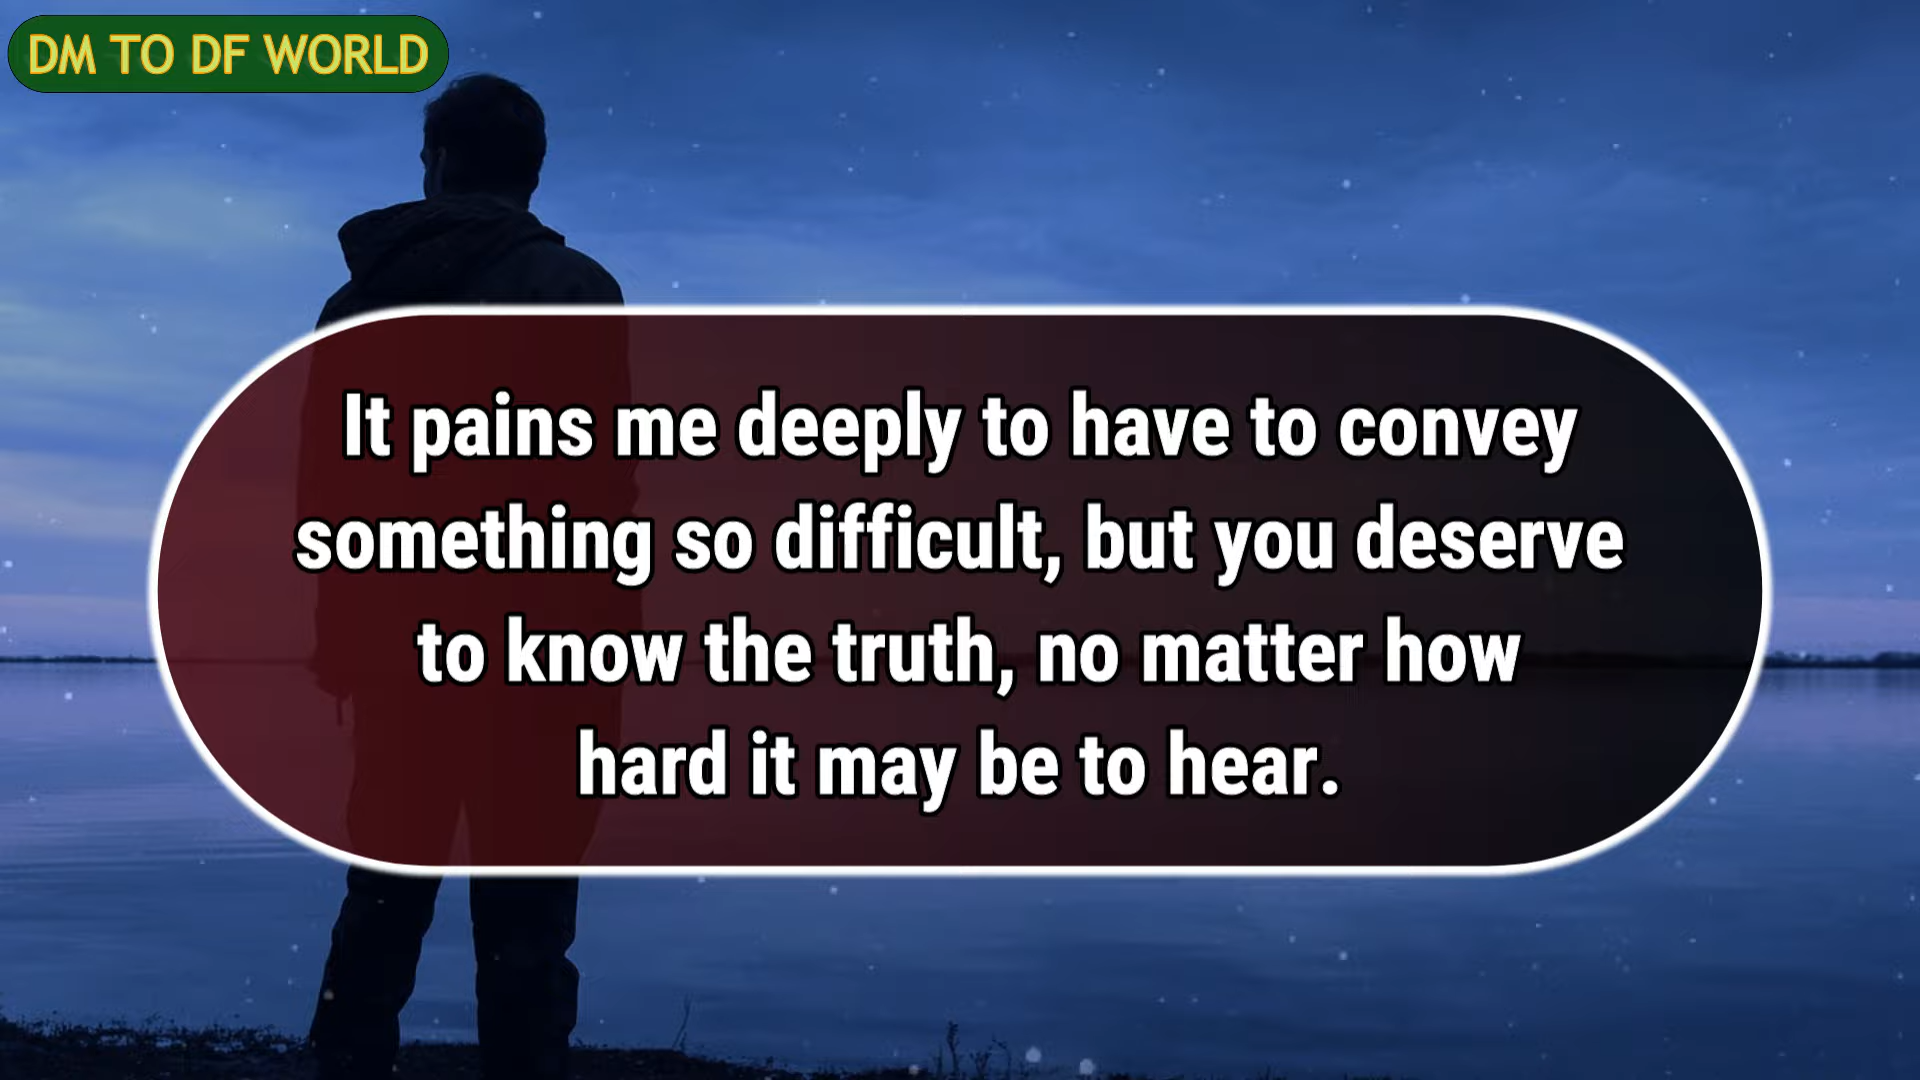 DM TO DF WORLD
It pains me deeply to have to convey
something so difficult, but you deserve
to know the truth, no matter how
hard it may be to hear.